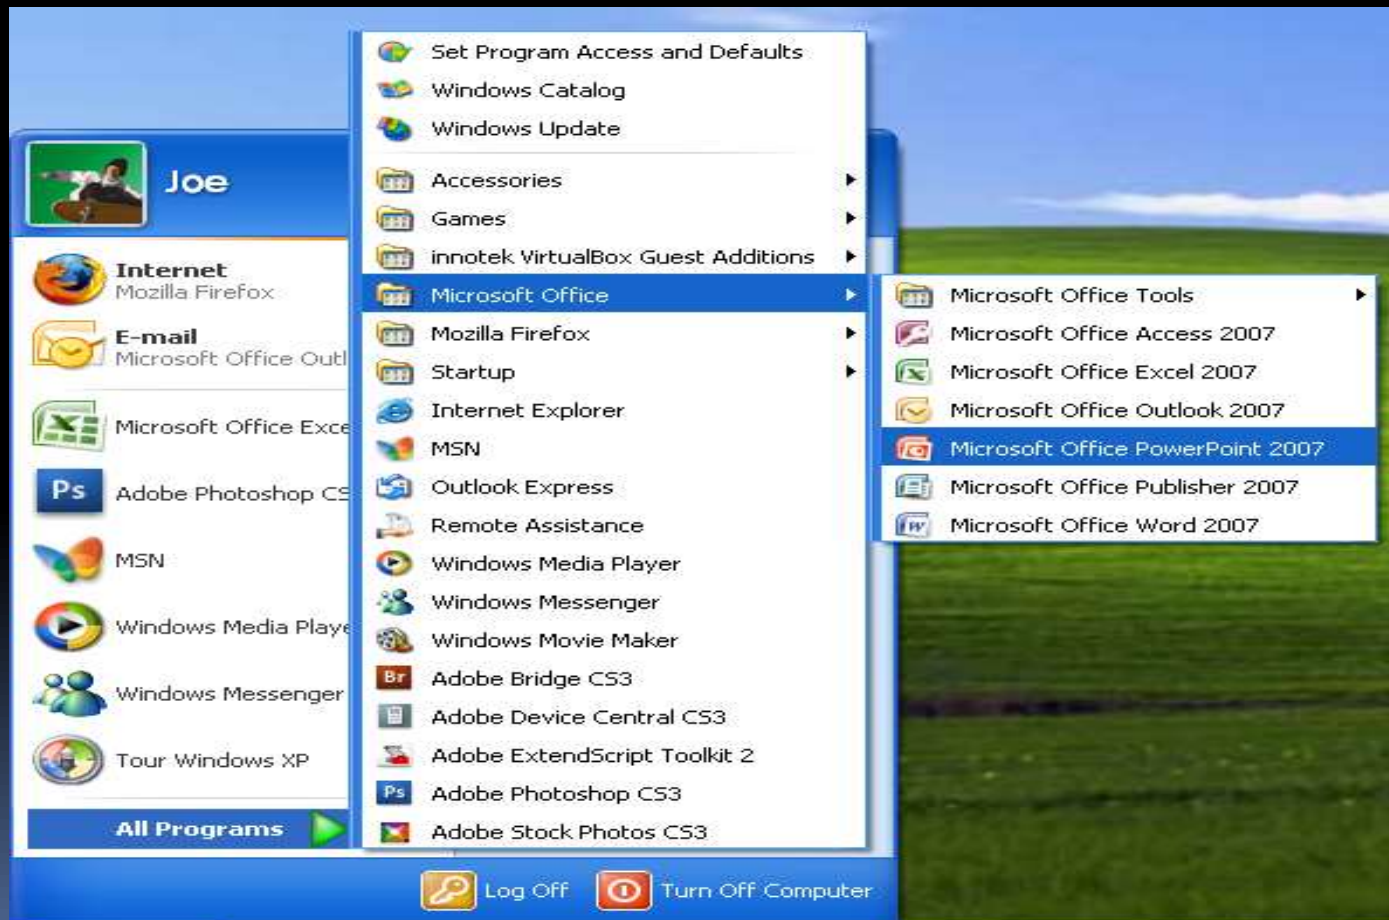 Joe
Internet
Mozilla Firefox
E-mail
Microsoft Office Outl
Microsoft Office Exce
Ps
Adobe Photoshop CS
MSN
Windows Media Playe
Windows Messenger
Tour Windows XP
All Programs
Set Program Access and Defaults
Windows Catalog
Windows Update
Accessories
Games
innotek VirtualBox Guest Additions
Microsoft Office
Mozilla Firefox
Startup
Internet Explorer
MSN
Outlook Express
Remote Assistance
Windows Media Player
Windows Messenger
Windows Movie Maker
Br Adobe Bridge CS3
Adobe Device Central CS3
Adobe ExtendScript Toolkit 2
Ps Adobe Photoshop CS3
Adobe Stock Photos CS3
Microsoft Office Tools
Microsoft Office Access 2007
Microsoft Office Excel 2007
Microsoft Office Outlook 2007
Microsoft Office PowerPoint 2007
Microsoft Office Publisher 2007
Microsoft Office Word 2007
Log Off
Turn Off Computer